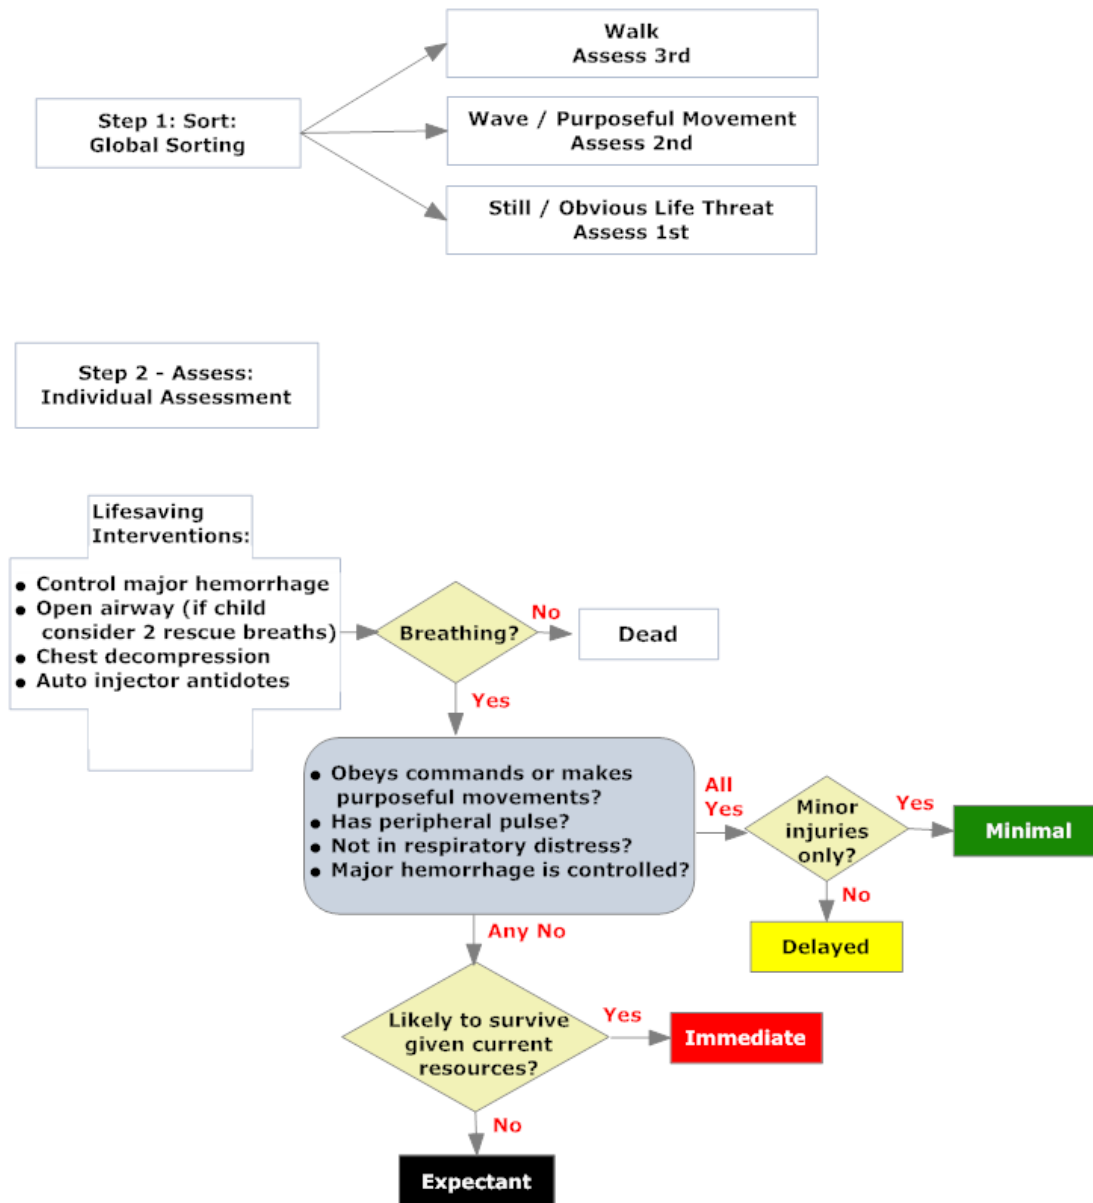 Walk
Assess 3rd
Step 1: Sort:
Global Sorting
Wave / Purposeful Movement
Assess 2nd
Still / Obvious Life Threat
Assess 1st
Step 2 - Assess:
Individual Assessment
Lifesaving
Interventions:
● Control major hemorrhage
● Open airway (if child
consider 2 rescue breaths)
● Chest decompression
● Auto injector antidotes
Breathing?
No
Dead
Yes
● Obeys commands or makes
purposeful movements?
● Has peripheral pulse?
● Not in respiratory distress?
● Major hemorrhage is controlled?
All
Yes
Minor
injuries
only?
Yes
Minimal
No
Delayed
Any No
Likely to survive
given current
resources?
Yes
Immediate
No
Expectant